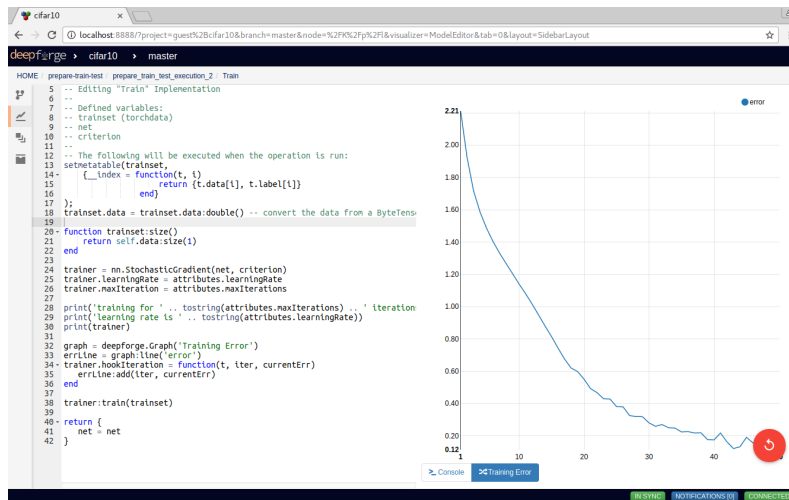 cifar10 ×
localhost:8888/?project=guest%2Bcifar10&branch=master&node=%2FK%2Fp%2Fl&visualizer=ModelEditor&tab=0&layout=SidebarLayout
deepforge › cifar10 › master
HOME / prepare-train-test / prepare_train_test_execution_2 / Train
5 -- Editing "Train" Implementation
6 --
7 -- Defined variables:
8 -- trainset (torchdata)
9 -- net
10 -- criterion
11 --
12 -- The following will be executed when the operation is run:
13 setmetatable(trainset,
14 {__index = function(t, i)
15 return {t.data[i], t.label[i]}
16 end}
17 );
18 trainset.data = trainset.data:double() -- convert the data from a ByteTens
19
20 function trainset:size()
21 return self.data:size(1)
22 end
23
24 trainer = nn.StochasticGradient(net, criterion)
25 trainer.learningRate = attributes.learningRate
26 trainer.maxIteration = attributes.maxIterations
27
28 print('training for ' .. tostring(attributes.maxIterations) .. ' iteration
29 print('learning rate is ' .. tostring(attributes.learningRate))
30 print(trainer)
31
32 graph = deepforge.Graph('Training Error')
33 errLine = graph:line('error')
34 trainer.hookIteration = function(t, iter, currentErr)
35 errLine:add(iter, currentErr)
36 end
37
38 trainer:train(trainset)
39
40 return {
41 net = net
42 }
error
2.21
2.00
1.80
1.60
1.40
1.20
1.00
0.80
0.60
0.40
0.20
0.12
1 10 20 30 40
>_ Console Training Error
IN SYNC NOTIFICATIONS [0] CONNECTED